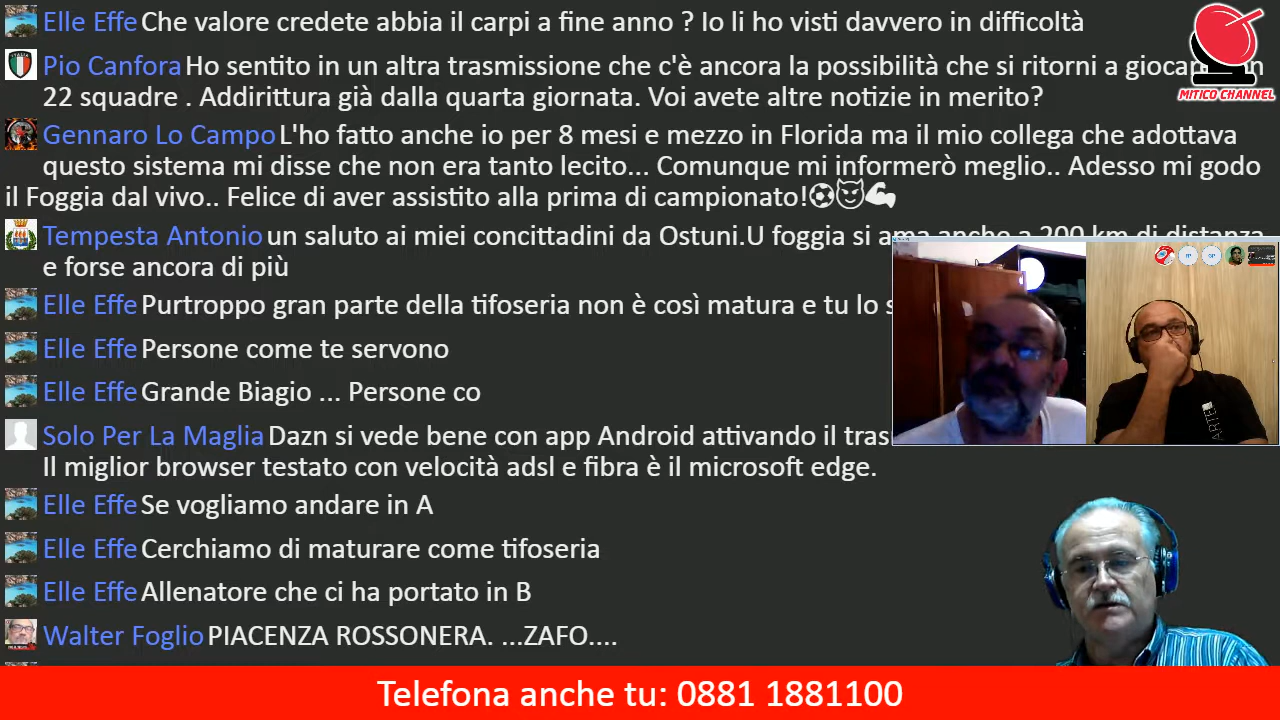 Elle Effe Che valore credete abbia il carpi a fine anno ? Io li ho visti davvero in difficoltà
Pio Canfora Ho sentito in un altra trasmissione che c'è ancora la possibilità che si ritorni a
22 squadre . Addirittura già dalla quarta giornata. Voi avete altre notizie in merito?
MITICO CHANNEL
Gennaro Lo Campo L'ho fatto anche io per 8 mesi e mezzo in Florida ma il mio collega che adottava
questo sistema mi disse che non era tanto lecito... Comunque mi informerò meglio.. Adesso mi godo
il Foggia dal vivo.. Felice di aver assistito alla prima di campionato!⚽😈💪
Tempesta Antonio un saluto ai miei concittadini da Ostuni.U foggia si ama anche a 200 km di distanza
e forse ancora di più
Elle Effe Purtroppo gran parte della tifoseria non è così matura e tu lo
Elle Effe Persone come te servono
Elle Effe Grande Biagio ... Persone co
Solo Per La Maglia Dazn si vede bene con app Android attivando il
Il miglior browser testato con velocità adsl e fibra è il microsoft edge.
Elle Effe Se vogliamo andare in A
Elle Effe Cerchiamo di maturare come tifoseria
Elle Effe Allenatore che ci ha portato in B
Walter Foglio PIACENZA ROSSONERA. ...ZAFO....
Telefona anche tu: 0881 1881100